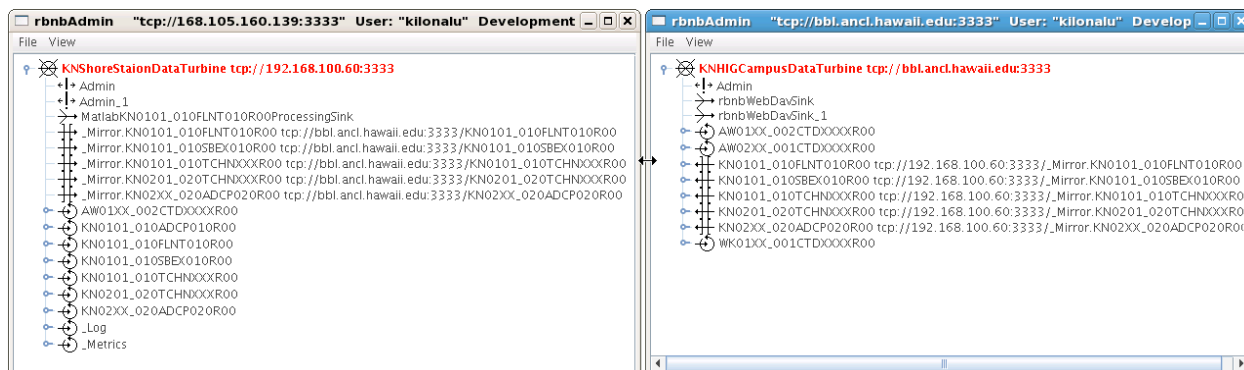 rbnbAdmin "tcp://168.105.160.139:3333" User: "kilonalu" Development
File View
KNShoreStaionDataTurbine tcp://192.168.100.60:3333
Admin
Admin_1
MatlabKN0101_010FLNT010R00ProcessingSink
_Mirror.KN0101_010FLNT010R00 tcp://bbl.ancl.hawaii.edu:3333/KN0101_010FLNT010R00
_Mirror.KN0101_010SBEX010R00 tcp://bbl.ancl.hawaii.edu:3333/KN0101_010SBEX010R00
_Mirror.KN0101_010TCHNXXXR00 tcp://bbl.ancl.hawaii.edu:3333/KN0101_010TCHNXXXR00
_Mirror.KN0201_020TCHNXXXR00 tcp://bbl.ancl.hawaii.edu:3333/KN0201_020TCHNXXXR00
_Mirror.KN02XX_020ADCP020R00 tcp://bbl.ancl.hawaii.edu:3333/KN02XX_020ADCP020R00
AW01XX_002CTDXXXXR00
KN0101_010ADCP010R00
KN0101_010FLNT010R00
KN0101_010SBEX010R00
KN0101_010TCHNXXXR00
KN0201_020TCHNXXXR00
KN02XX_020ADCP020R00
_Log
_Metrics
rbnbAdmin "tcp://bbl.ancl.hawaii.edu:3333" User: "kilonalu" Develop
File View
KNHIGCampusDataTurbine tcp://bbl.ancl.hawaii.edu:3333
Admin
rbnbWebDavSink
rbnbWebDavSink_1
AW01XX_002CTDXXXXR00
AW02XX_001CTDXXXXR00
KN0101_010FLNT010R00 tcp://192.168.100.60:3333/_Mirror.KN0101_010FLNT010R00
KN0101_010SBEX010R00 tcp://192.168.100.60:3333/_Mirror.KN0101_010SBEX010R00
KN0101_010TCHNXXXR00 tcp://192.168.100.60:3333/_Mirror.KN0101_010TCHNXXXR0
KN0201_020TCHNXXXR00 tcp://192.168.100.60:3333/_Mirror.KN0201_020TCHNXXXR0
KN02XX_020ADCP020R00 tcp://192.168.100.60:3333/_Mirror.KN02XX_020ADCP020R00
WK01XX_001CTDXXXXR00